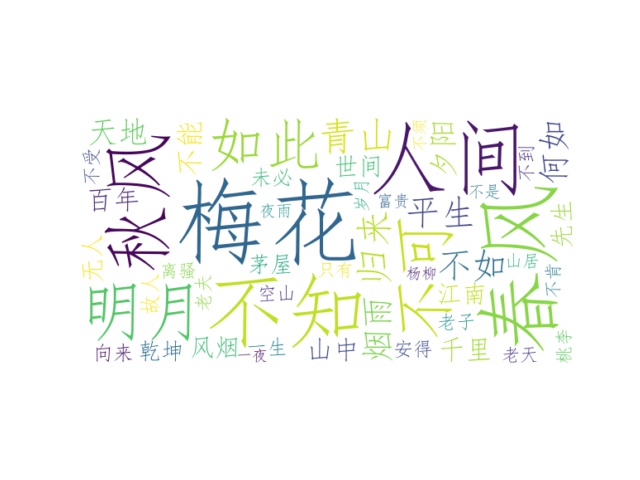 天地
不能
如此
青山
不须
夕阳
人间
不到
何如
不受
秋风
未必
世间
岁月
百年
梅花
夜雨
富贵
不是
平生
春风
先生
无人
离骚
茅屋
只有
归来
不可
杨柳
不如
山居
不肯
明月
故人
老夫
不知
空山
烟雨
江南
老子
向来
乾坤
风烟
一夜
一生
山中
安得
千里
老天
桃李